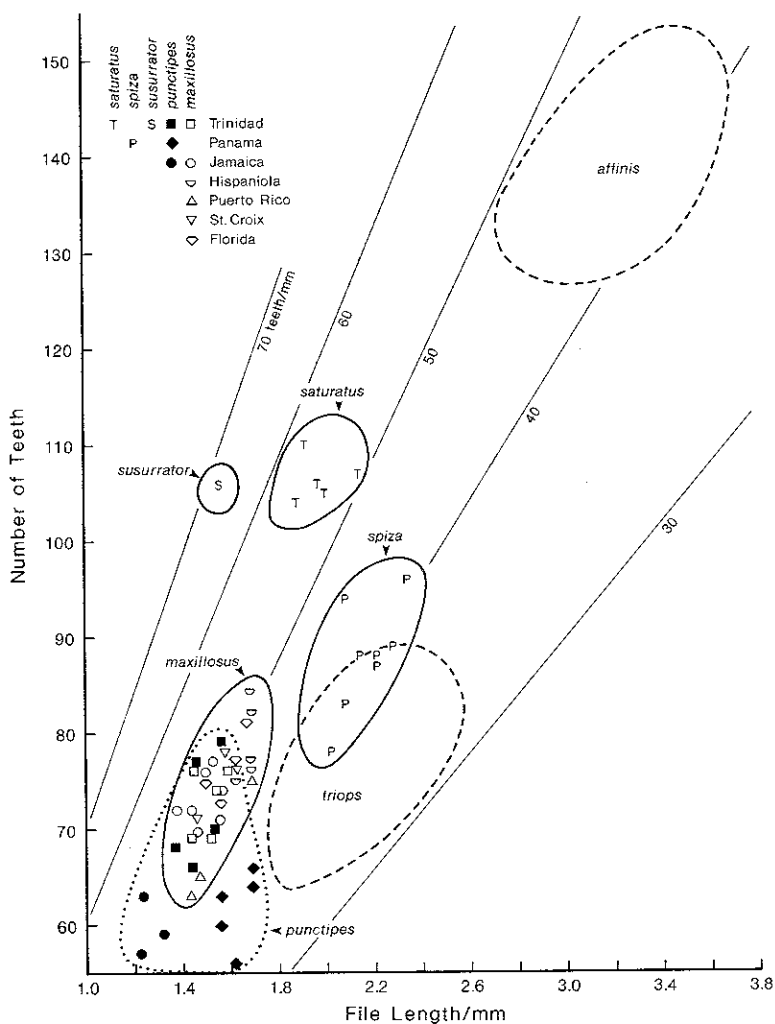 150
140
130
120
110
100
90
80
70
60
Number of Teeth
1.0
1.4
1.8
2.2
2.6
3.0
3.4
3.8
File Length/mm
saturatus
spiza
susurrator
punctipes
maxillosus
T S Trinidad
P Panama
Jamaica
Hispaniola
Puerto Rico
St. Croix
Florida
70 teeth/mm
60
50
40
30
affinis
saturatus
T
T
T
T
T
susurrator
S
spiza
P
P
P
P
P
P
P
P
maxillosus
triops
punctipes